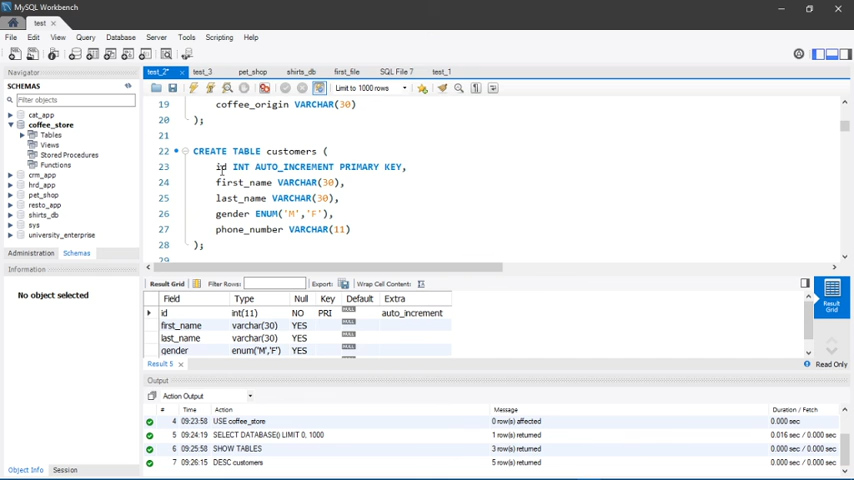 MySQL Workbench
test
File Edit View Query Database Server Tools Scripting Help
Navigator
SCHEMAS
Filter objects
cat_app
coffee_store
Tables
Views
Stored Procedures
Functions
crm_app
hrd_app
pet_shop
resto_app
shirts_db
sys
university_enterprise
Administration Schemas
Information
No object selected
Object Info Session
test_2* test_3 pet_shop shirts_db first_file SQL File 7 test_1
Limit to 1000 rows
19 coffee_origin VARCHAR(30)
20 );
21
22 CREATE TABLE customers (
23 id INT AUTO_INCREMENT PRIMARY KEY,
24 first_name VARCHAR(30),
25 last_name VARCHAR(30),
26 gender ENUM('M','F'),
27 phone_number VARCHAR(11)
28 );
29
Result Grid Filter Rows: Export: Wrap Cell Content:
Field Type Null Key Default Extra
id int(11) NO PRI NULL auto_increment
first_name varchar(30) YES NULL
last_name varchar(30) YES NULL
gender enum('M','F') YES
Result Grid
Result 5
Read Only
Output
Action Output
# Time Action Message Duration / Fetch
4 09:23:58 USE coffee_store 0 row(s) affected 0.000 sec
5 09:24:19 SELECT DATABASE() LIMIT 0, 1000 1 row(s) returned 0.016 sec / 0.000 sec
6 09:25:58 SHOW TABLES 3 row(s) returned 0.000 sec / 0.000 sec
7 09:26:15 DESC customers 5 row(s) returned 0.000 sec / 0.000 sec